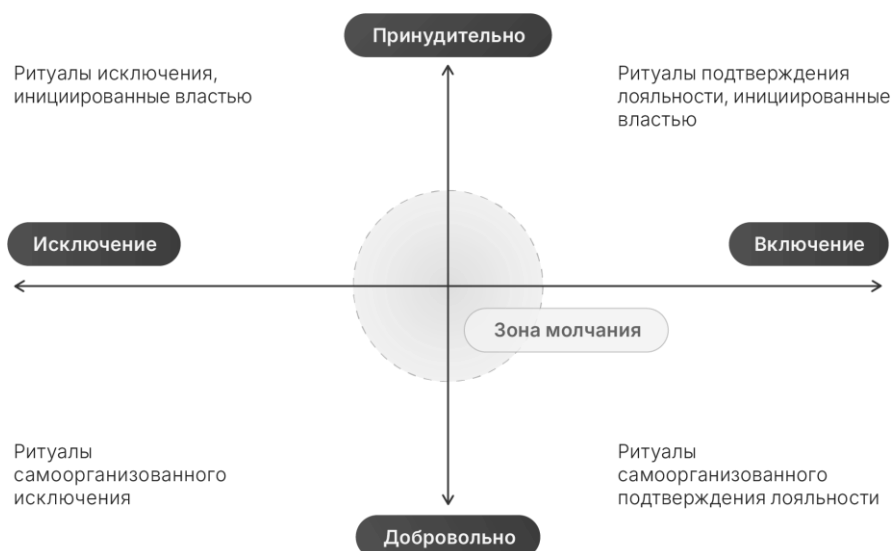 Принудительно
Ритуалы исключения,
инициированные властью
Ритуалы подтверждения
лояльности, инициированные
властью
Исключение
Включение
Зона молчания
Ритуалы
самоорганизованного
исключения
Ритуалы
самоорганизованного
подтверждения лояльности
Добровольно